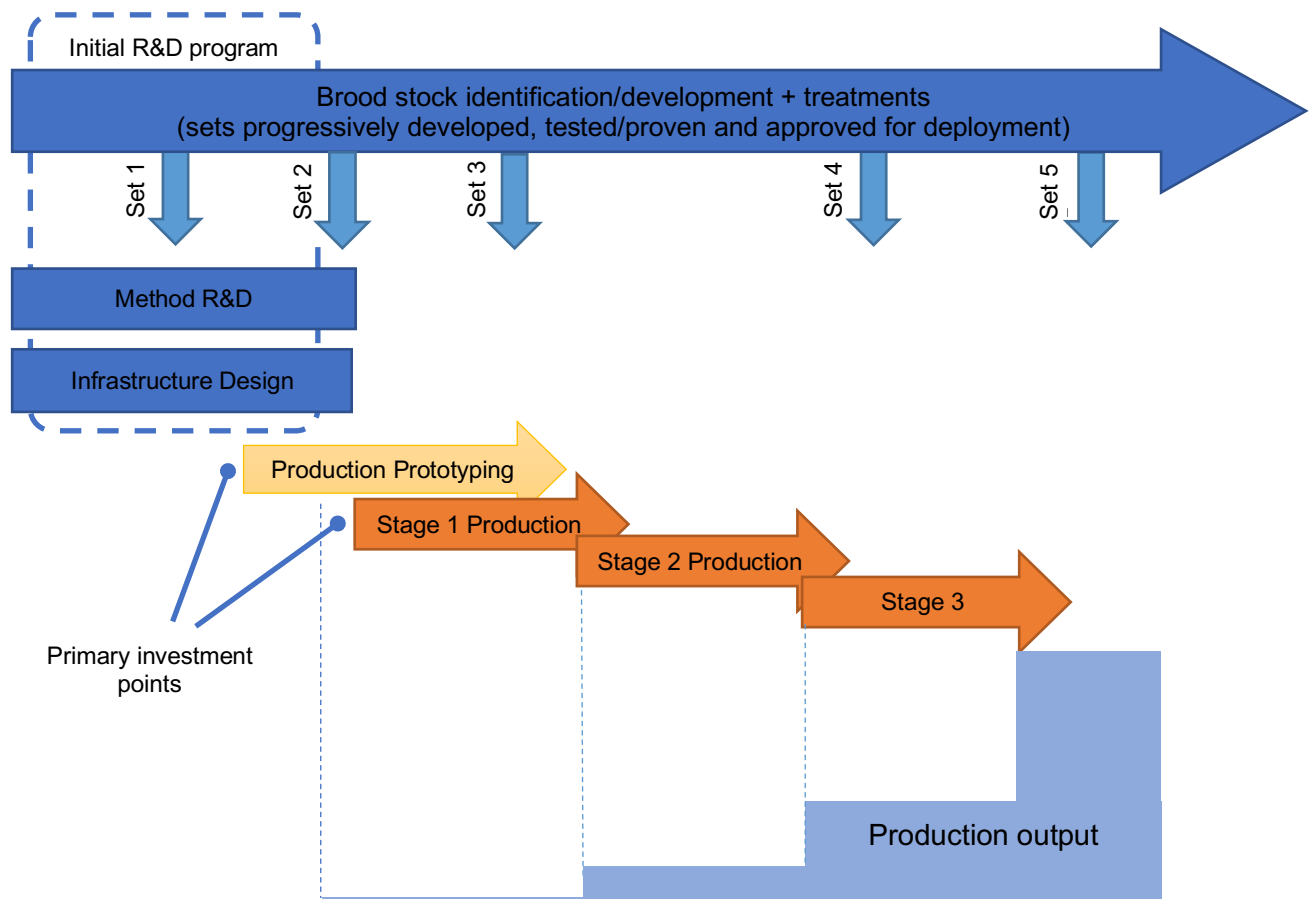 Initial R&D program
Brood stock identification/development + treatments
(sets progressively developed, tested/proven and approved for deployment)
Set 1
Set 2
Set 3
Set 4
Set 5
Method R&D
Infrastructure Design
Production Prototyping
Stage 1 Production
Stage 2 Production
Stage 3
Primary investment
points
Production output